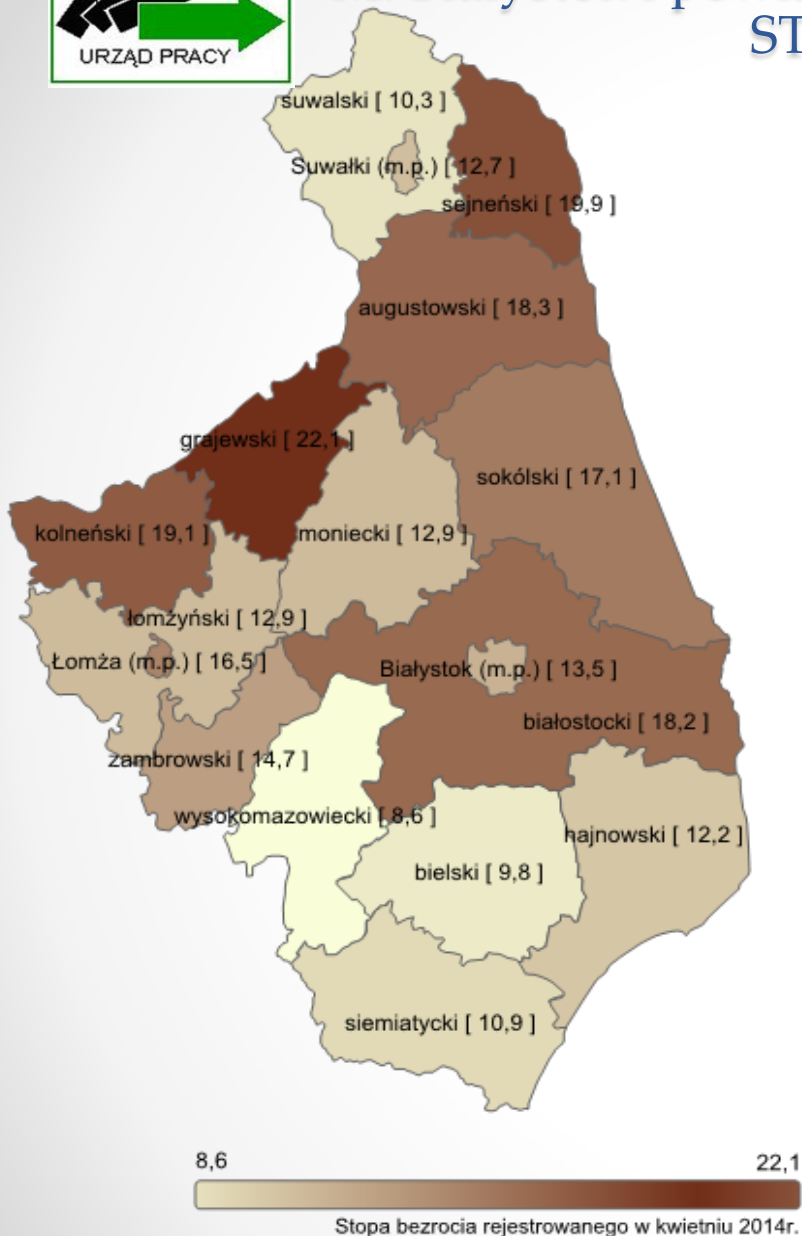 URZĄD PRACY
ST
suwalski [ 10,3 ]
Suwałki (m.p.) [ 12,7 ]
sejneński [ 19,9 ]
augustowski [ 18,3 ]
grajewski [ 22,1 ]
sokólski [ 17,1 ]
kolneński [ 19,1 ]
moniecki [ 12,9 ]
łomżyński [ 12,9 ]
Łomża (m.p.) [ 16,5 ]
Białystok (m.p.) [ 13,5 ]
białostocki [ 18,2 ]
zambrowski [ 14,7 ]
wysokomazowiecki [ 8,6 ]
hajnowski [ 12,2 ]
bielski [ 9,8 ]
siemiatycki [ 10,9 ]
8,6
22,1
Stopa bezrocia rejestrowanego w kwietniu 2014r.